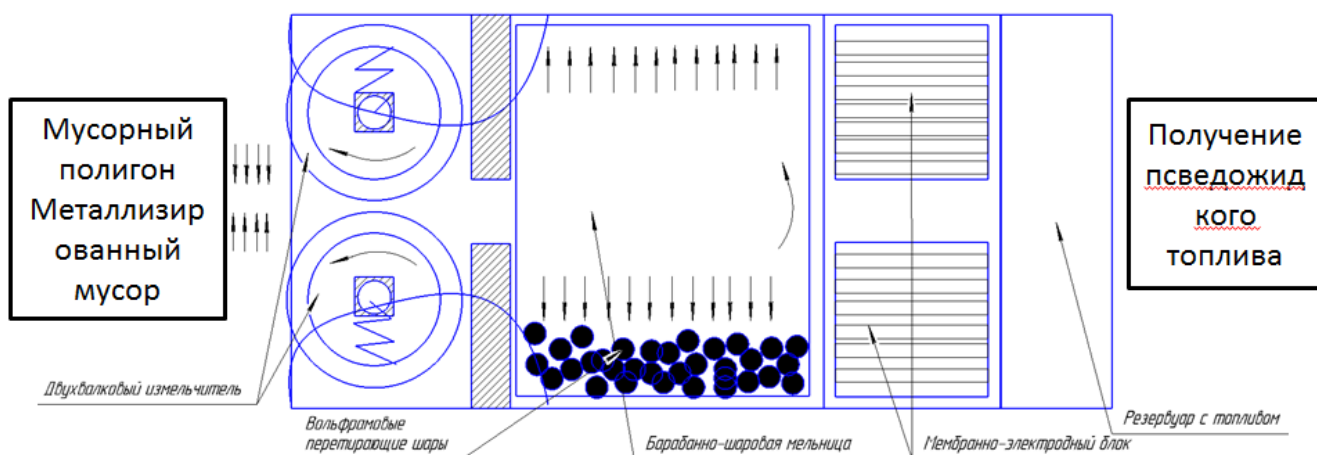 Мусорный
полигон
Металлизир
ованный
мусор
Получение
псведожид
кого
топлива
Двухвалковый измельчитель
Вольфрамовые
перетирающие шары
Барабанно-шаровая мельница
Мембранно-электродный блок
Резервуар с топливом